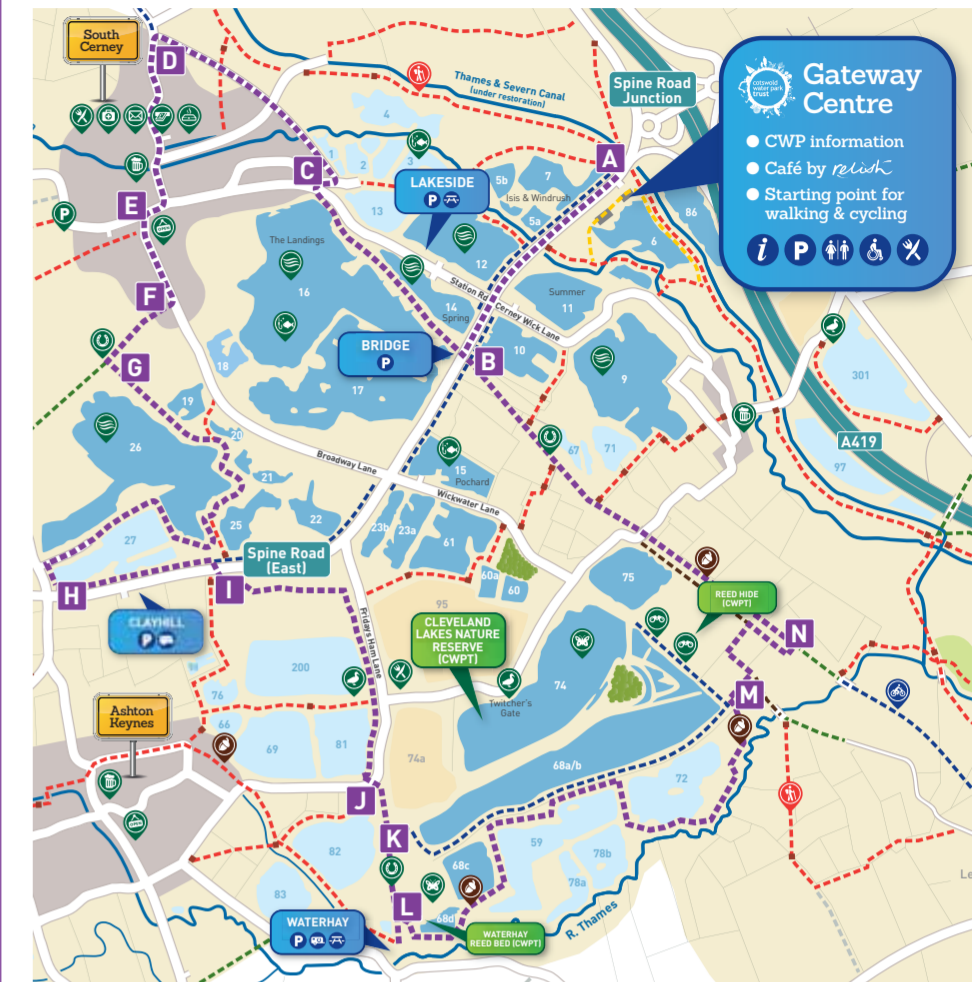 South
Cerney
D
Thames & Severn Canal
(under restoration)
Spine Road
Junction
cotswold
water park
trust
Gateway
Centre
CWP information
Café by relish
Starting point for
walking & cycling
i
P
4
1
2
3
C
LAKESIDE
P
5b
7
A
Isis & Windrush
5a
86
6
E
P
OPEN
13
The Landings
16
12
Station Rd
Cerney Wick Lane
14
Spring
Summer
11
F
BRIDGE
P
B
10
9
G
18
17
301
19
20
26
67
71
A419
97
Broadway Lane
15
Pochard
21
Wickwater Lane
25
22
23b
23a
61
27
Spine Road
(East)
60a
60
75
H
I
95
REED HIDE
(CWPT)
CLAYHILL
P
Fridays Ham Lane
CLEVELAND
LAKES NATURE
RESERVE
(CWPT)
N
200
74
M
76
Twitcher's
Gate
Ashton
Keynes
66
69
81
74a
68a/b
72
OPEN
J
K
82
59
78b
68c
78a
83
L
68d
WATERHAY
P
WATERHAY
REED BED (CWPT)
R. Thames
Le